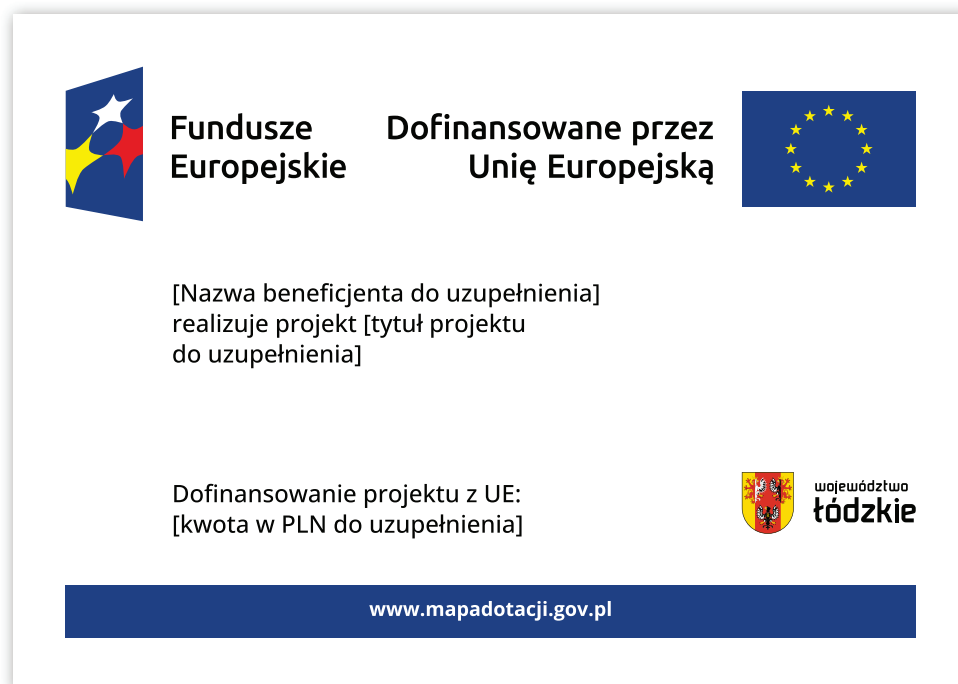 Fundusze
Europejskie
Dofinansowane przez
Unię Europejską
[Nazwa beneficjenta do uzupełnienia]
realizuje projekt [tytuł projektu
do uzupełnienia]
Dofinansowanie projektu z UE:
[kwota w PLN do uzupełnienia]
województwo
łódzkie
www.mapadotacji.gov.pl